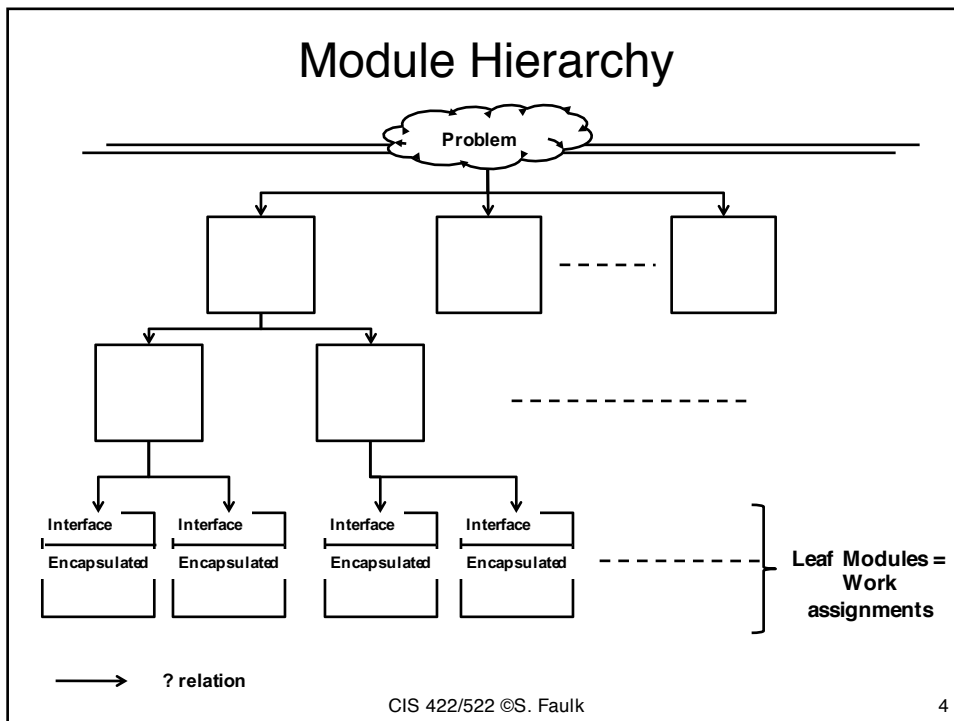 Module Hierarchy
Problem
Interface Interface Interface Interface
Encapsulated Encapsulated Encapsulated Encapsulated
Leaf Modules =
Work
assignments
? relation
CIS 422/522 ©S. Faulk 4